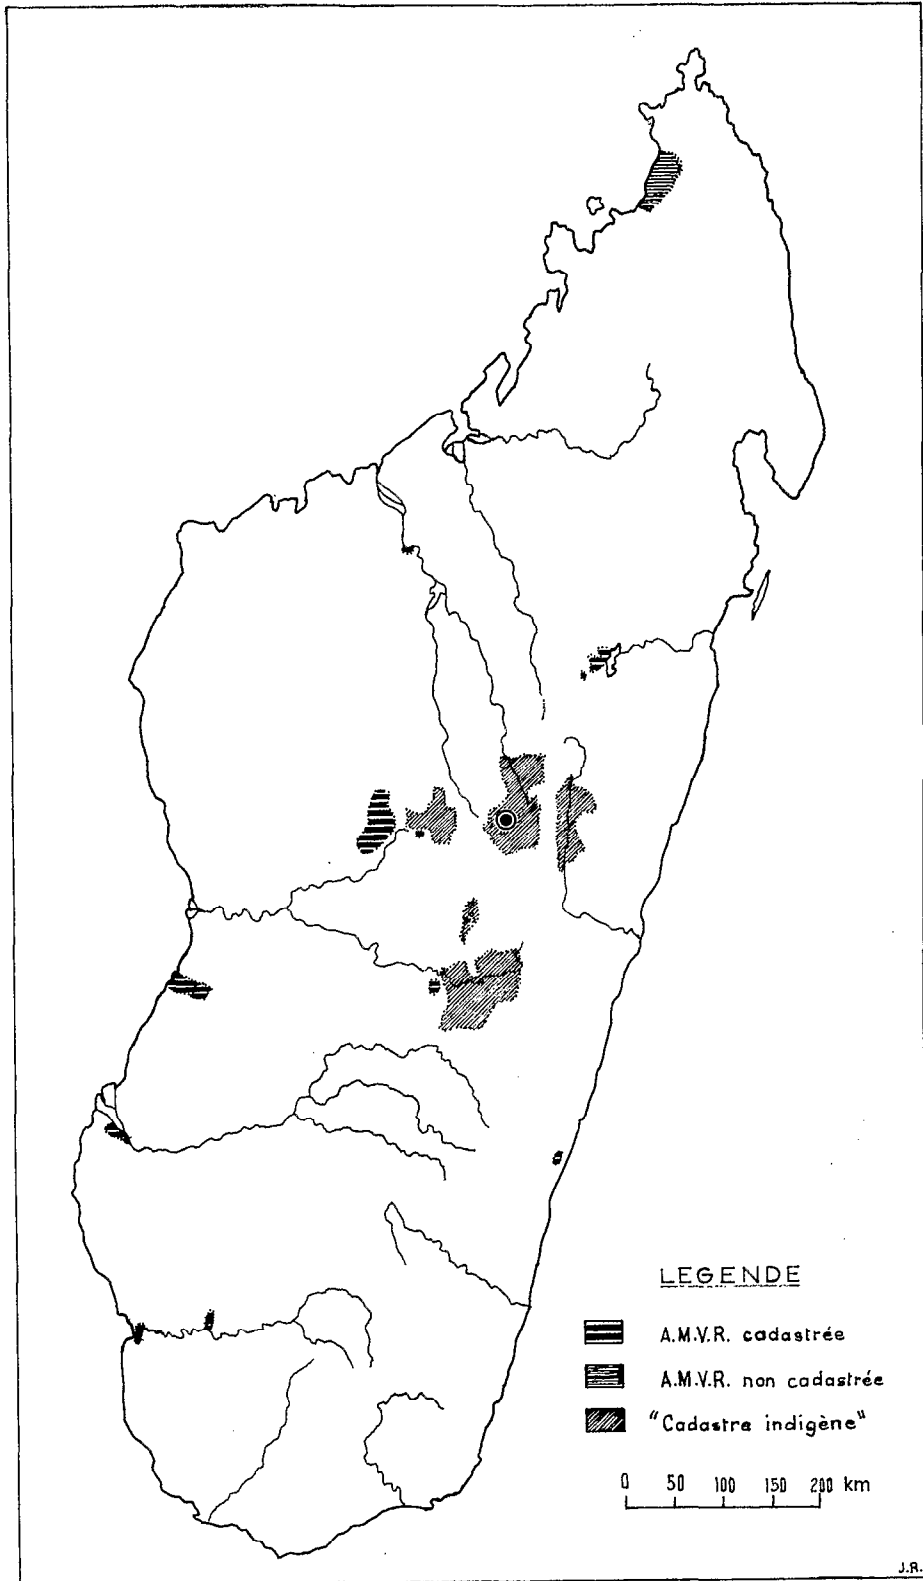 LEGENDE
A.M.V.R. cadastrée
A.M.V.R. non cadastrée
"Cadastre indigène"
0 50 100 150 200 km
J.R.